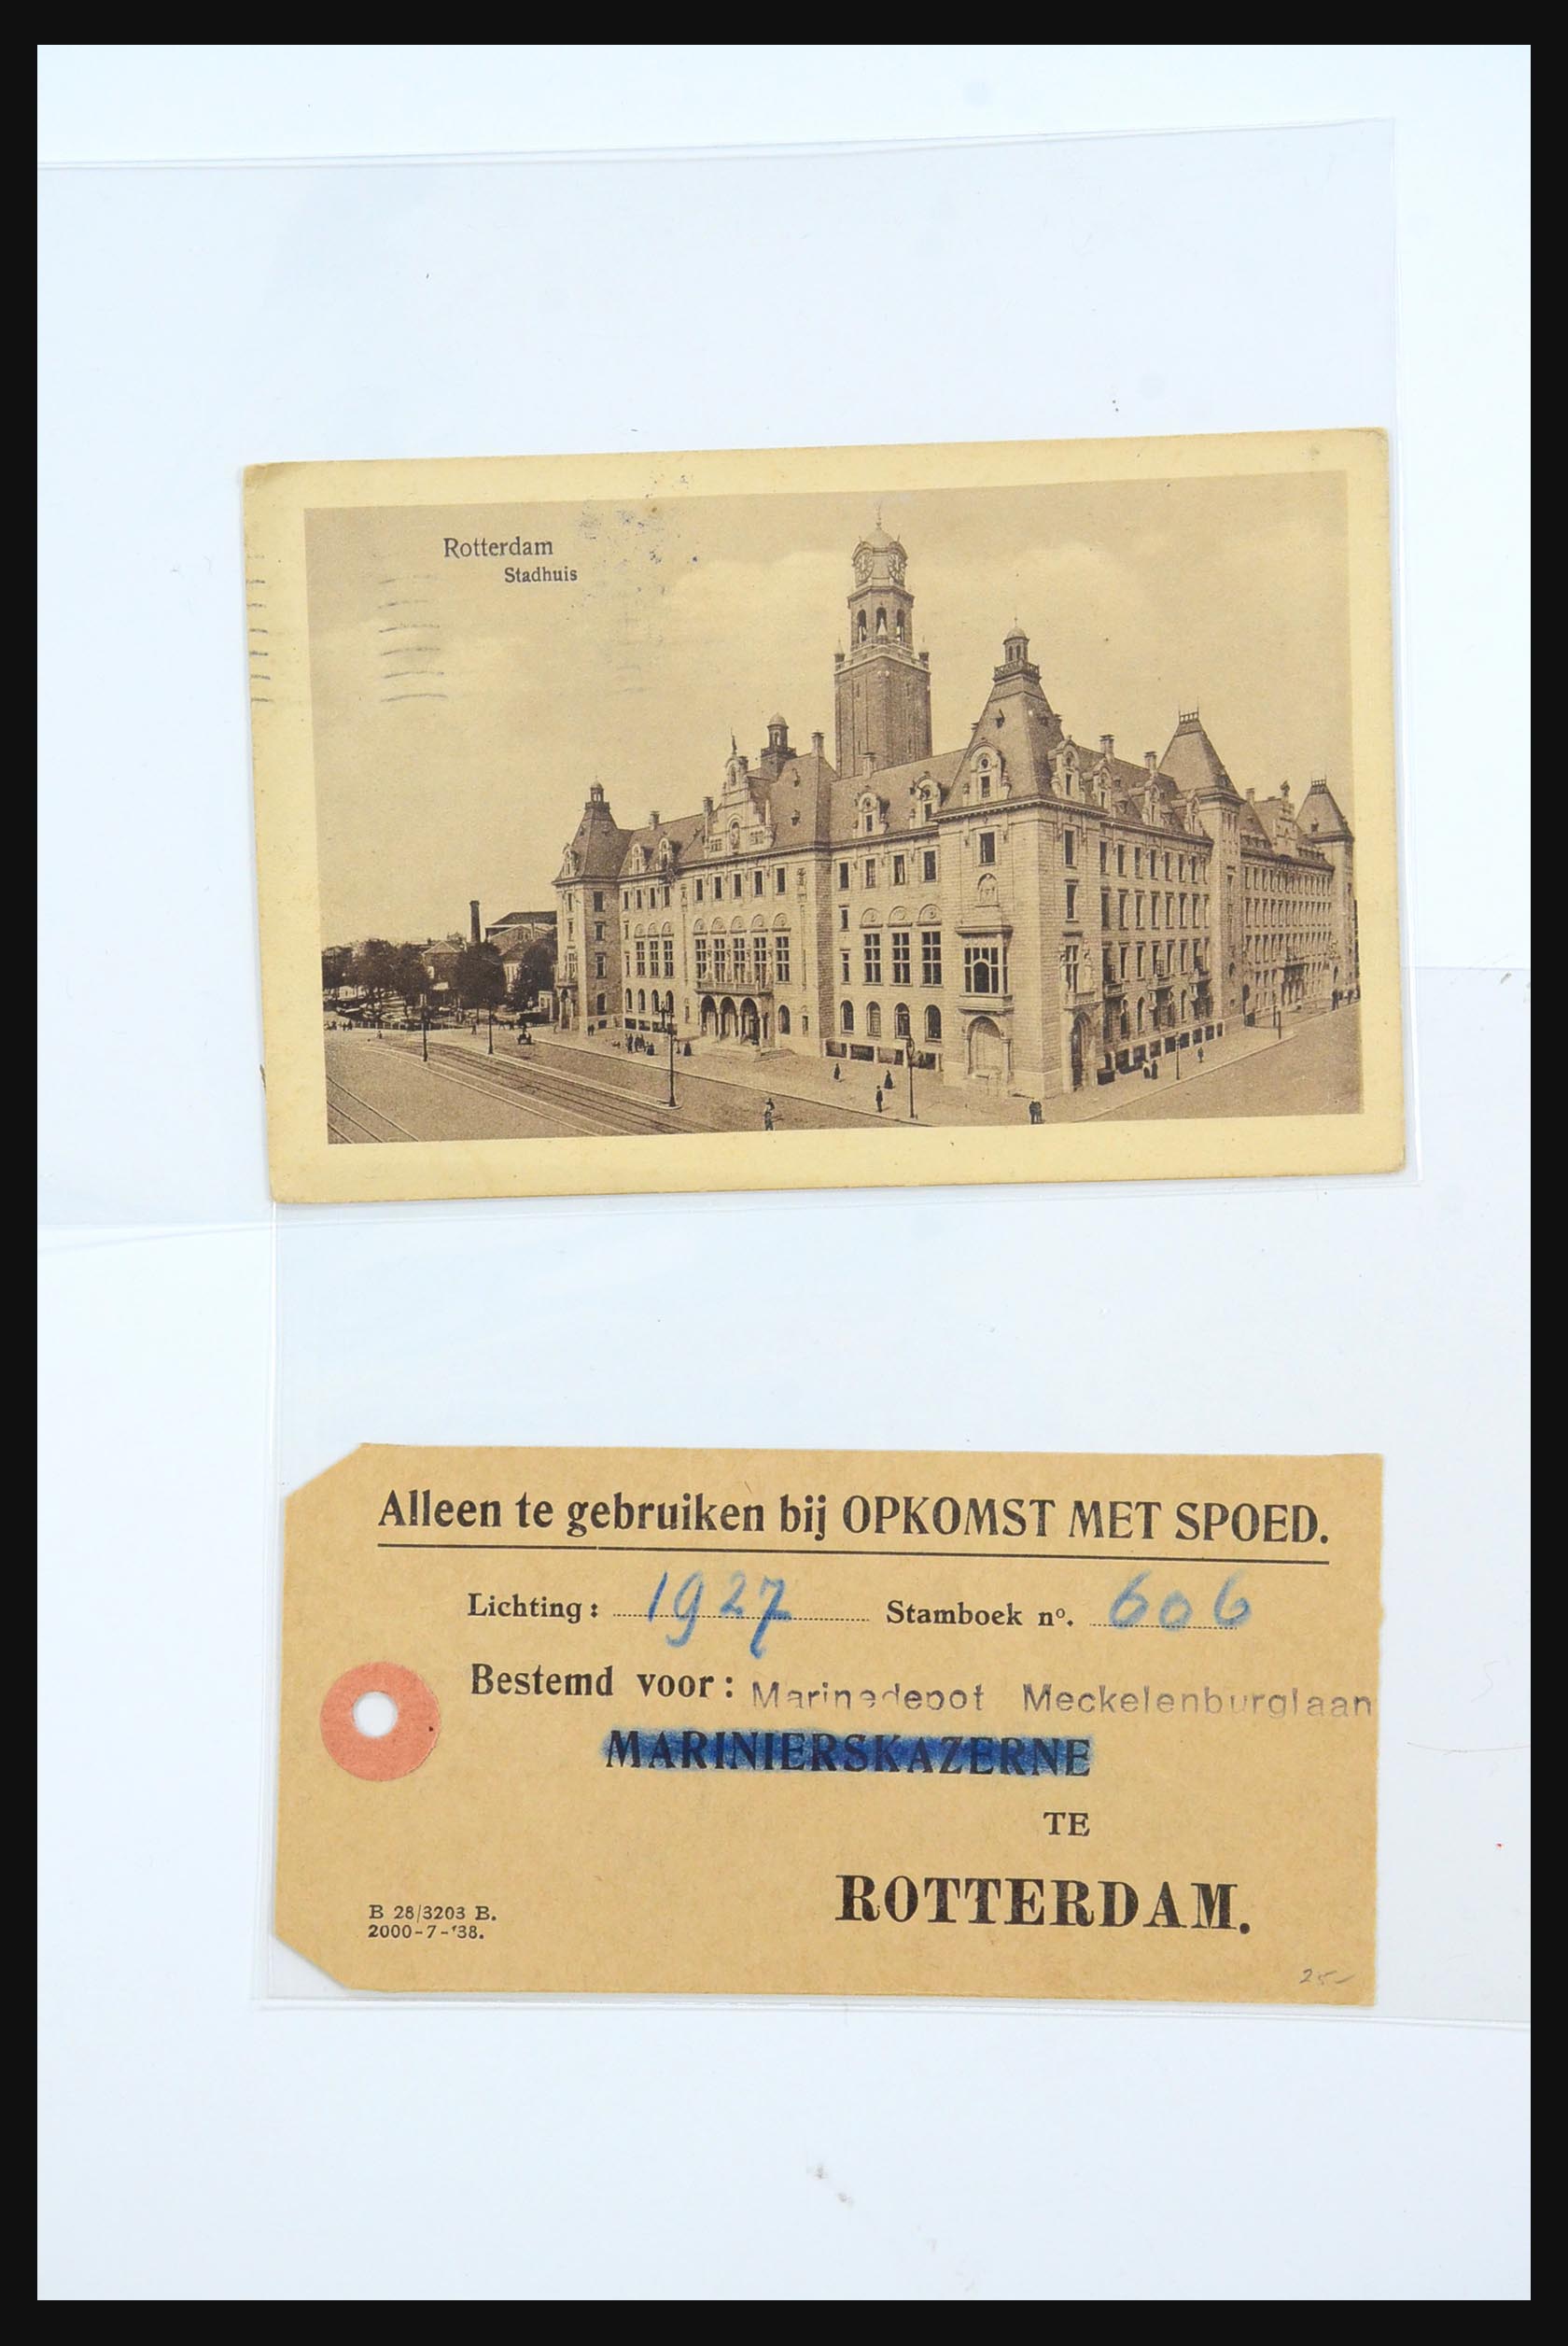 Rotterdam
Stadhuis
Alleen te gebruiken bij OPKOMST MET SPOED.
Lichting: 1927 Stamboek nº. 606
Bestemd voor: Marinedepot Meckelenburglaan
MARINIERSKAZERNE
TE
ROTTERDAM.
B 28/3203 B.
2000-7-'38.
25-